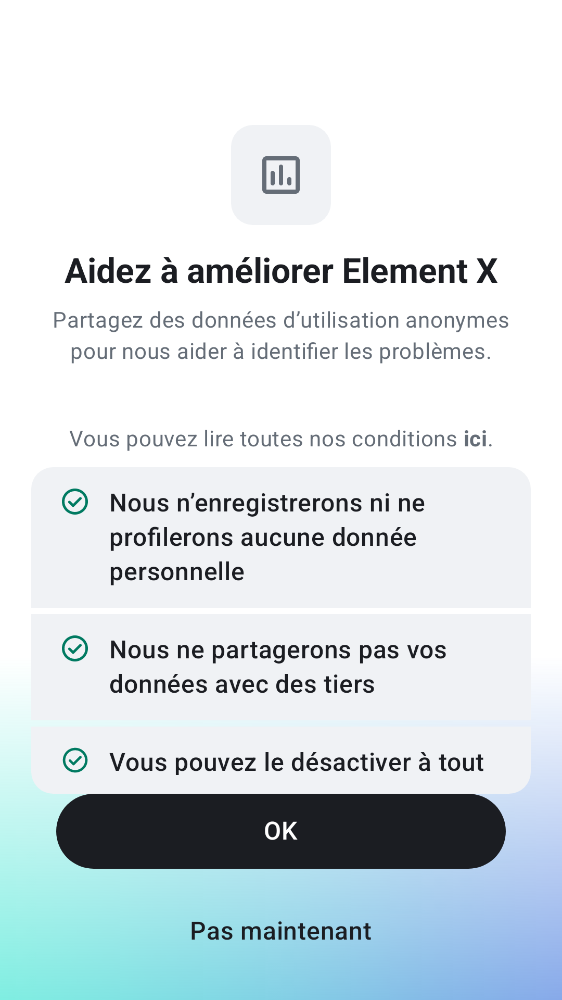 Aidez à améliorer Element X
Partagez des données d’utilisation anonymes
pour nous aider à identifier les problèmes.
Vous pouvez lire toutes nos conditions ici.
Nous n’enregistrerons ni ne
profilerons aucune donnée
personnelle
Nous ne partagerons pas vos
données avec des tiers
Vous pouvez le désactiver à tout
OK
Pas maintenant